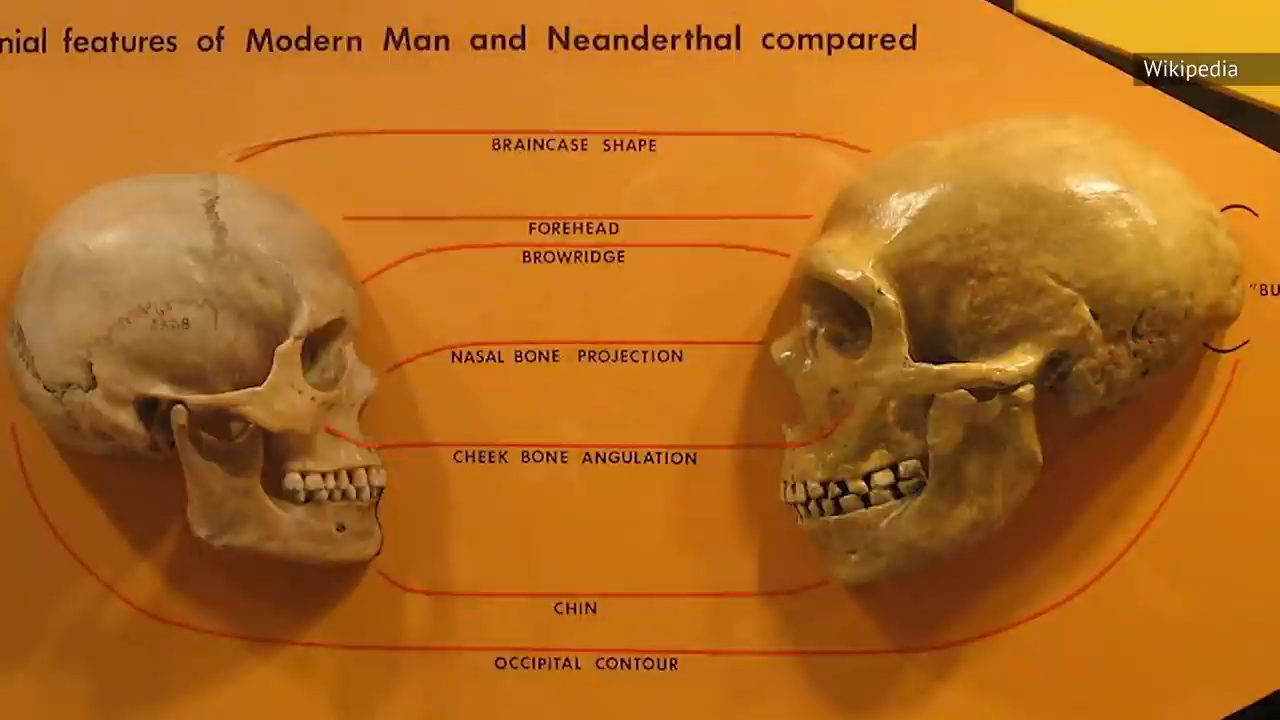 nial features of Modern Man and Neanderthal compared
Wikipedia
BRAINCASE SHAPE
FOREHEAD
BROWRIDGE
"BU
NASAL BONE PROJECTION
CHEEK BONE ANGULATION
CHIN
OCCIPITAL CONTOUR